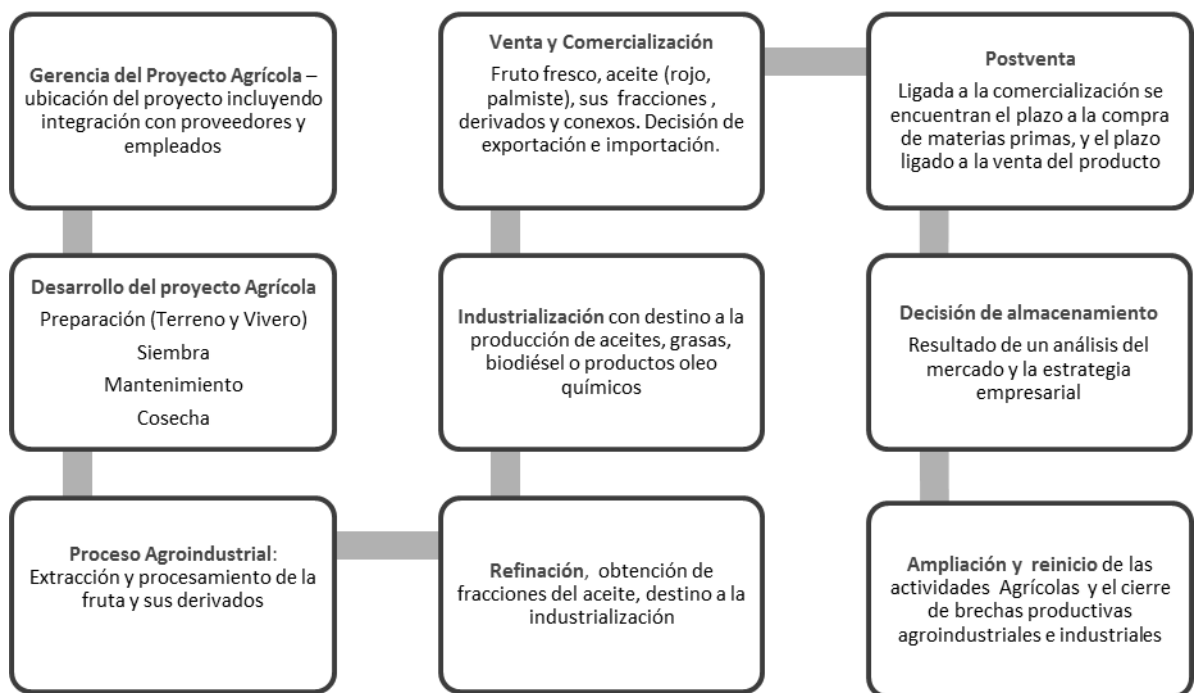 Gerencia del Proyecto Agrícola –
ubicación del proyecto incluyendo
integración con proveedores y
empleados
Desarrollo del proyecto Agrícola
Preparación (Terreno y Vivero)
Siembra
Mantenimiento
Cosecha
Proceso Agroindustrial:
Extracción y procesamiento de la
fruta y sus derivados
Refinación, obtención de
fracciones del aceite, destino a la
industrialización
Industrialización con destino a la
producción de aceites, grasas,
biodiésel o productos oleo
químicos
Venta y Comercialización
Fruto fresco, aceite (rojo,
palmiste), sus fracciones ,
derivados y conexos. Decisión de
exportación e importación.
Postventa
Ligada a la comercialización se
encuentran el plazo a la compra
de materias primas, y el plazo
ligado a la venta del producto
Decisión de almacenamiento
Resultado de un análisis del
mercado y la estrategia
empresarial
Ampliación y reinicio de las
actividades Agrícolas y el cierre
de brechas productivas
agroindustriales e industriales